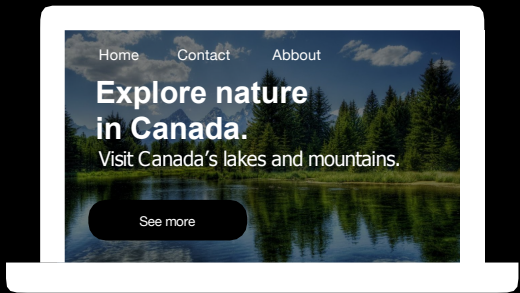 Home Contact Abbout
Explore nature
in Canada.
Visit Canada’s lakes and mountains.
See more